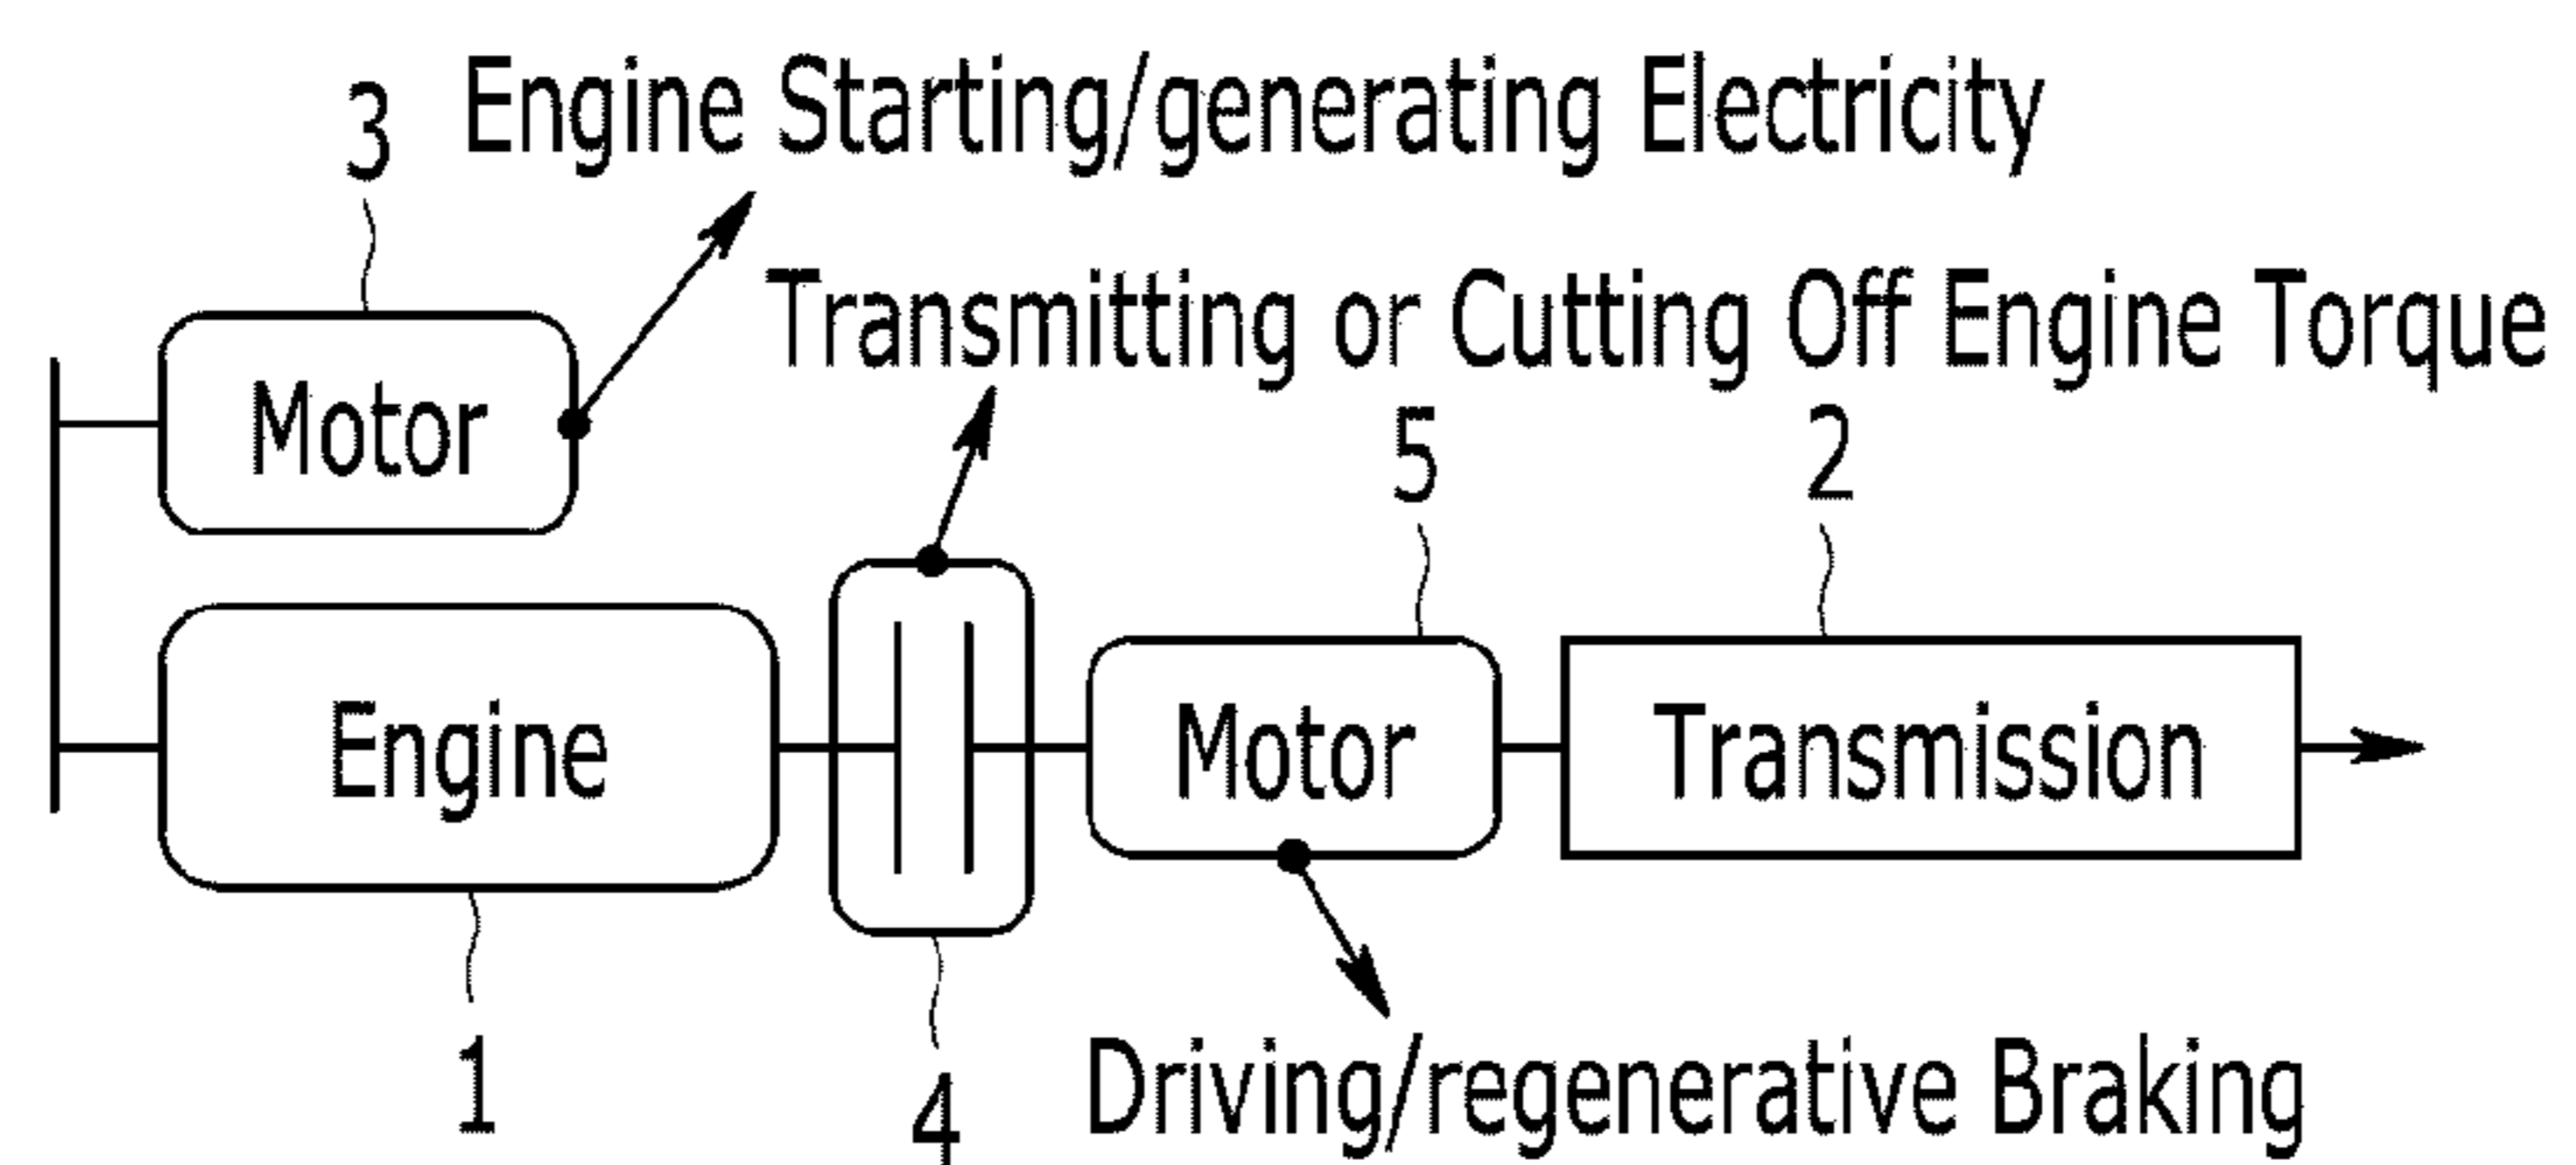 3 Engine Starting/generating Electricity
Transmitting or Cutting Off Engine Torque
5 2
Motor
Engine Motor Transmission
1 4 Driving/regenerative Braking